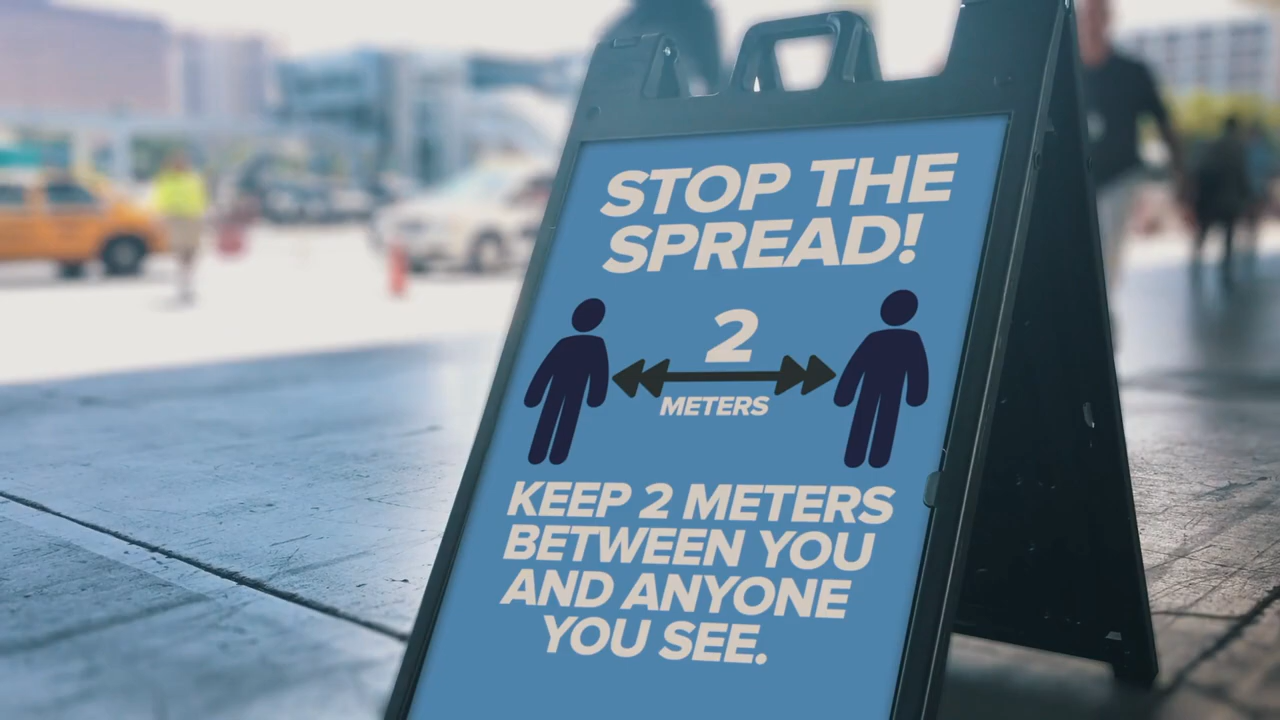 STOP THE
SPREAD!
2
METERS
KEEP 2 METERS
BETWEEN YOU
AND ANYONE
YOU SEE.